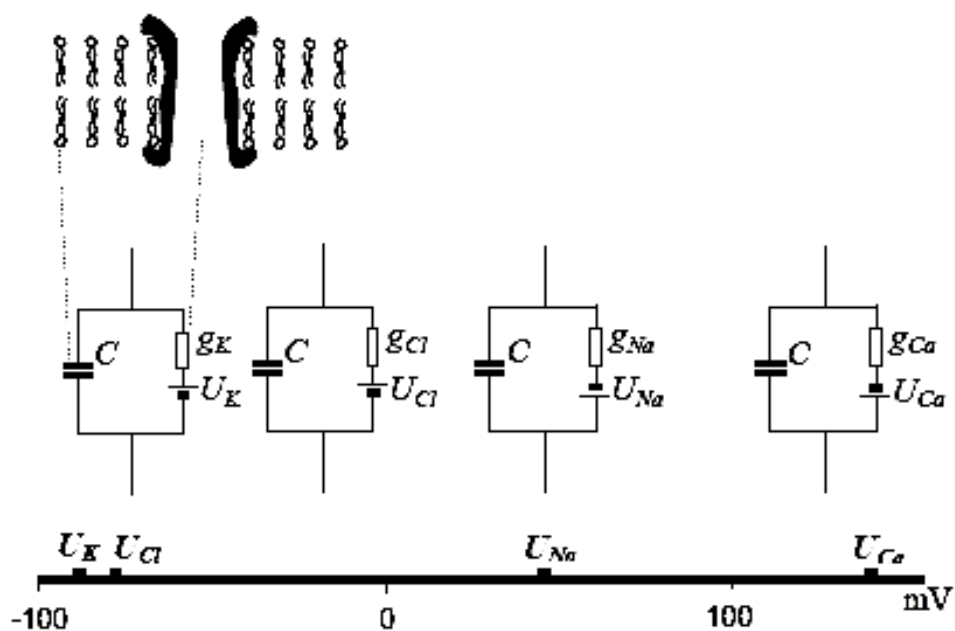 C g_K C g_Cl C g_Na C g_Ca
U_K U_Cl U_Na U_Ca
U_K U_Cl U_Na U_Ca
-100 0 100 mV